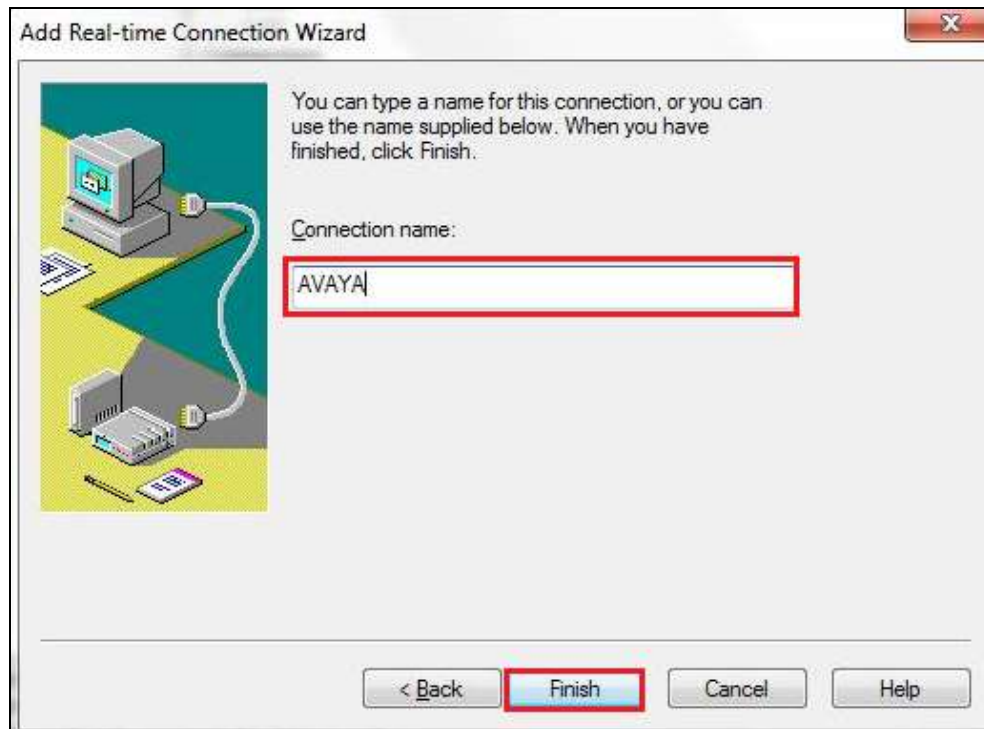 Add Real-time Connection Wizard
You can type a name for this connection, or you can
use the name supplied below. When you have
finished, click Finish.
Connection name:
AVAYA
< Back Finish Cancel Help